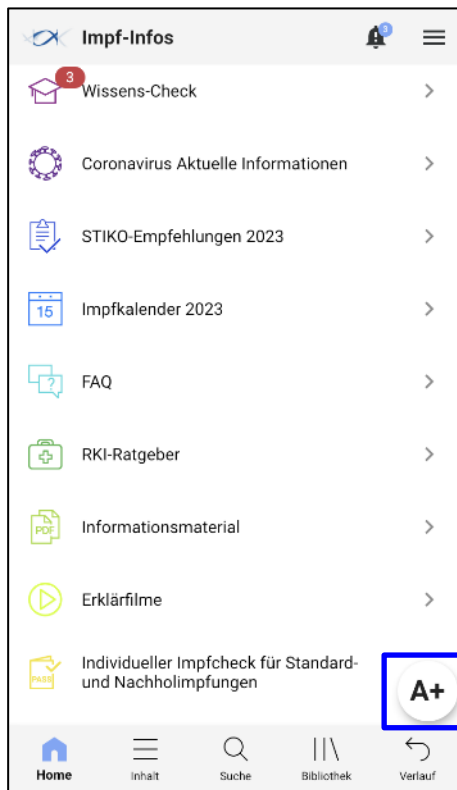 Impf-Infos
3
3
Wissens-Check
Coronavirus Aktuelle Informationen
STIKO-Empfehlungen 2023
15
Impfkalender 2023
?
FAQ
RKI-Ratgeber
PDF
Informationsmaterial
Erklärfilme
PASS
Individueller Impfcheck für Standard-
und Nachholimpfungen
A+
Home
Inhalt
Suche
Bibliothek
Verlauf